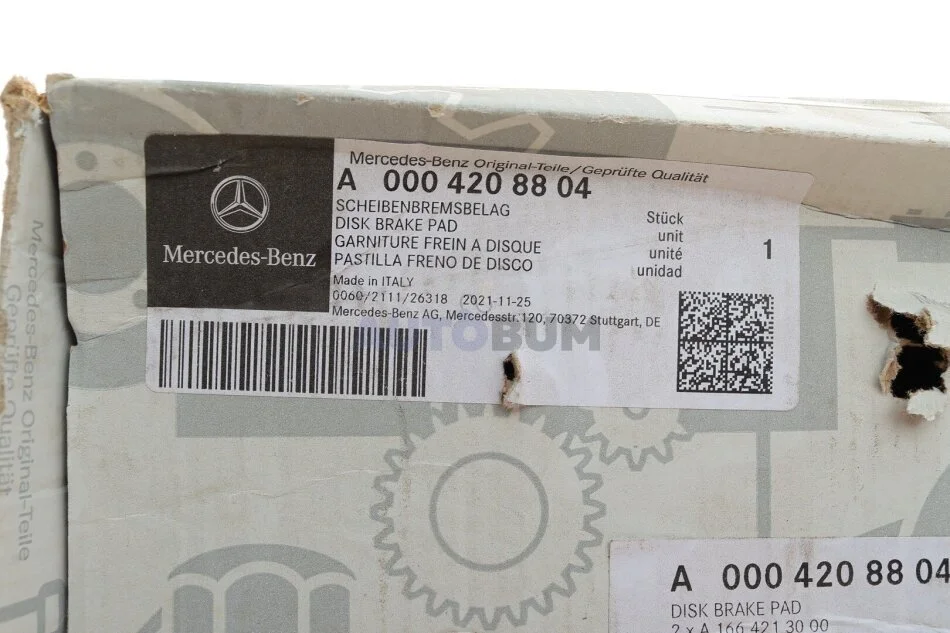 Mercedes-Benz Original-Teile/Geprüfte Qualität
A 000 420 88 04
SCHEIBENBREMSBELAG
DISK BRAKE PAD
GARNITURE FREIN A DISQUE
PASTILLA FRENO DE DISCO
Stück
unit
unité
unidad
1
Mercedes-Benz
Made in ITALY
0060/2111/26318 2021-11-25
Mercedes-Benz AG, Mercedesstr.120, 70372 Stuttgart, DE
AUTOBUM
Mercedes-Benz Original-Teile
Geprüfte Qualität
A 000 420 88 04
DISK BRAKE PAD
2 x A 166 421 30 00